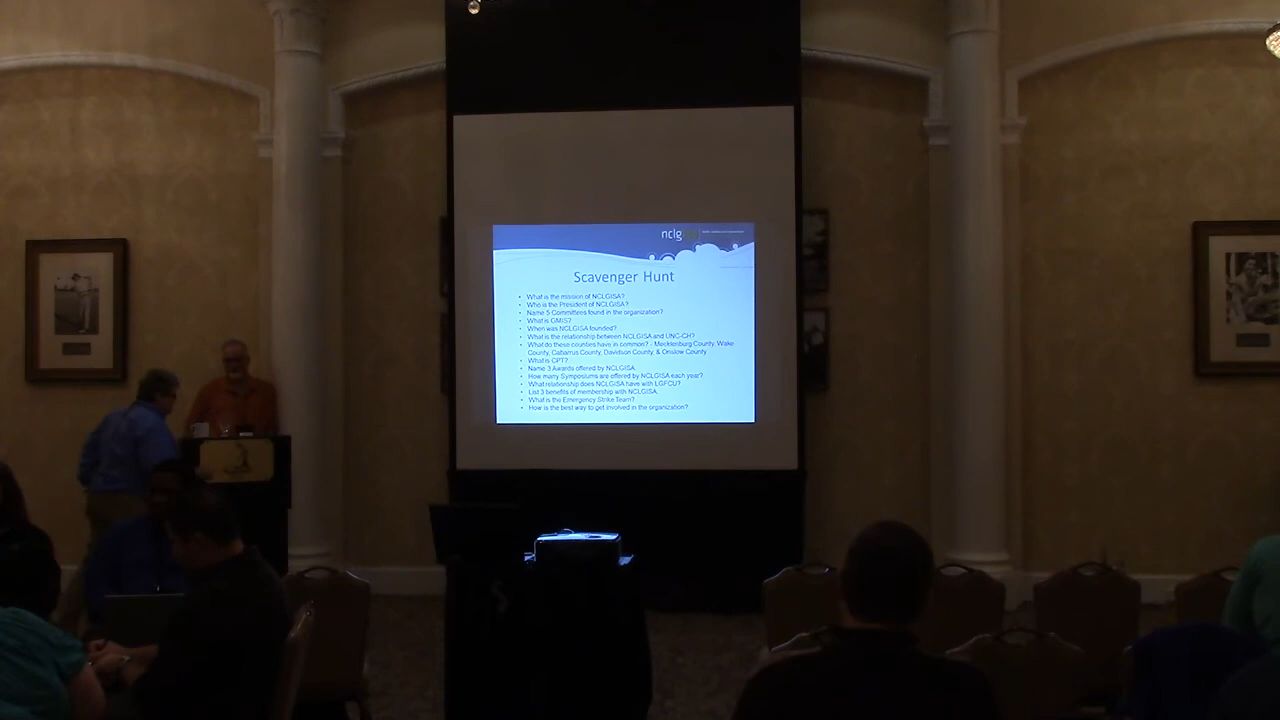 nclg
Scavenger Hunt
• What is the mission of NCLGISA?
• Who is the President of NCLGISA?
• Name 5 Committees found in the organization?
• What is GMIS?
• When was NCLGISA founded?
• What is the relationship between NCLGISA and UNC-CH?
• What do these counties have in common? - Mecklenburg County, Wake
County, Cabarrus County, Davidson County, & Onslow County
• What is CPT?
• Name 3 Awards offered by NCLGISA.
• How many Symposiums are offered by NCLGISA each year?
• What relationship does NCLGISA have with LGFCU?
• List 3 benefits of membership with NCLGISA.
• What is the Emergency Strike Team?
• How is the best way to get involved in the organization?